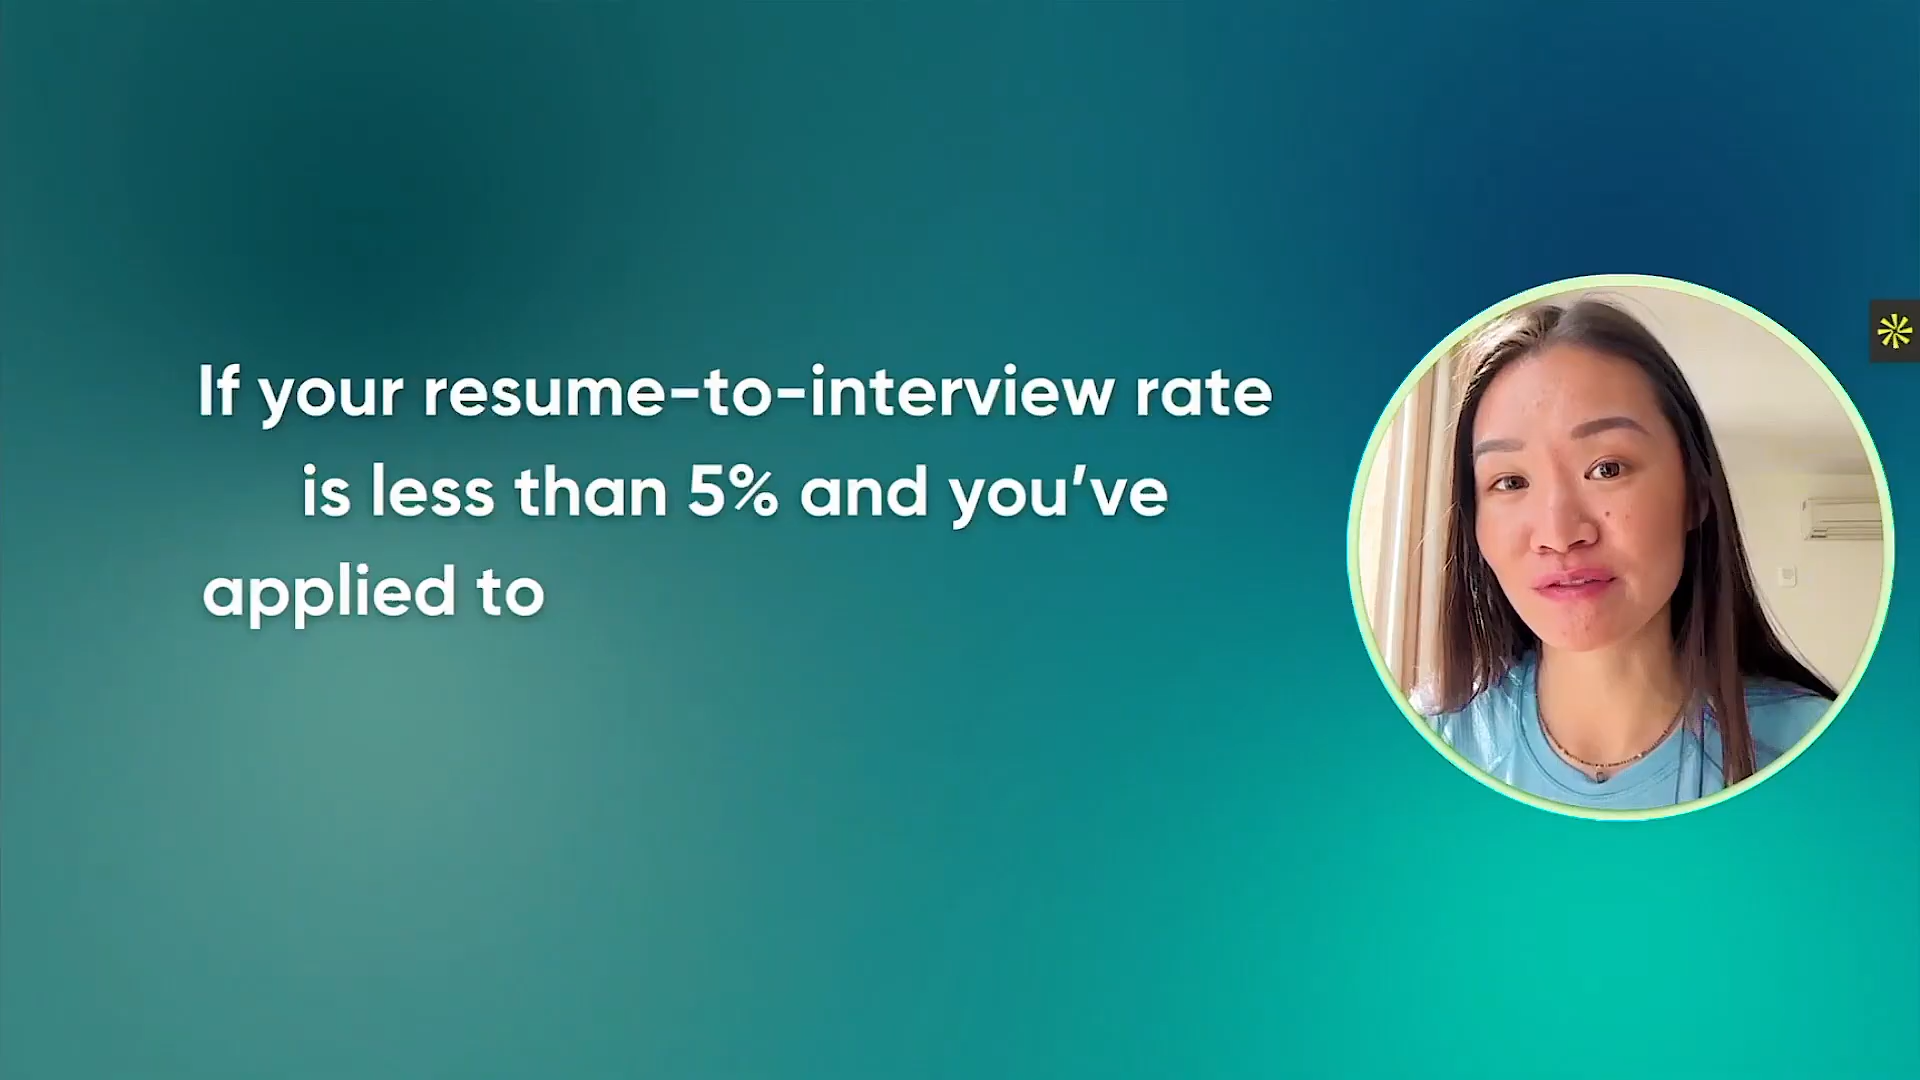 If your resume-to-interview rate
is less than 5% and you’ve
applied to